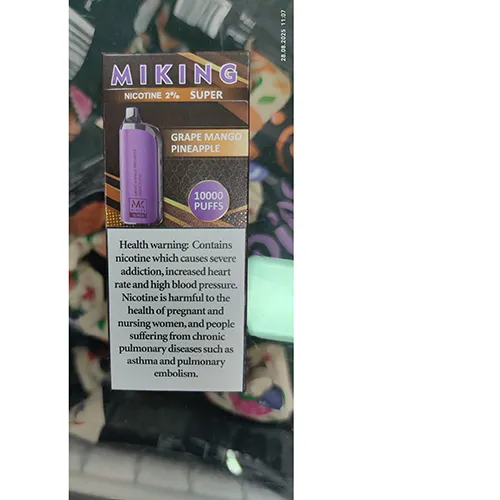 28.08.2025 11:07
MIKING
NICOTINE 2% SUPER
GRAPE MANGO
PINEAPPLE
10000
PUFFS
MK
Health warning: Contains
nicotine which causes severe
addiction, increased heart
rate and high blood pressure.
Nicotine is harmful to the
health of pregnant and
nursing women, and people
suffering from chronic
pulmonary diseases such as
asthma and pulmonary
embolism.